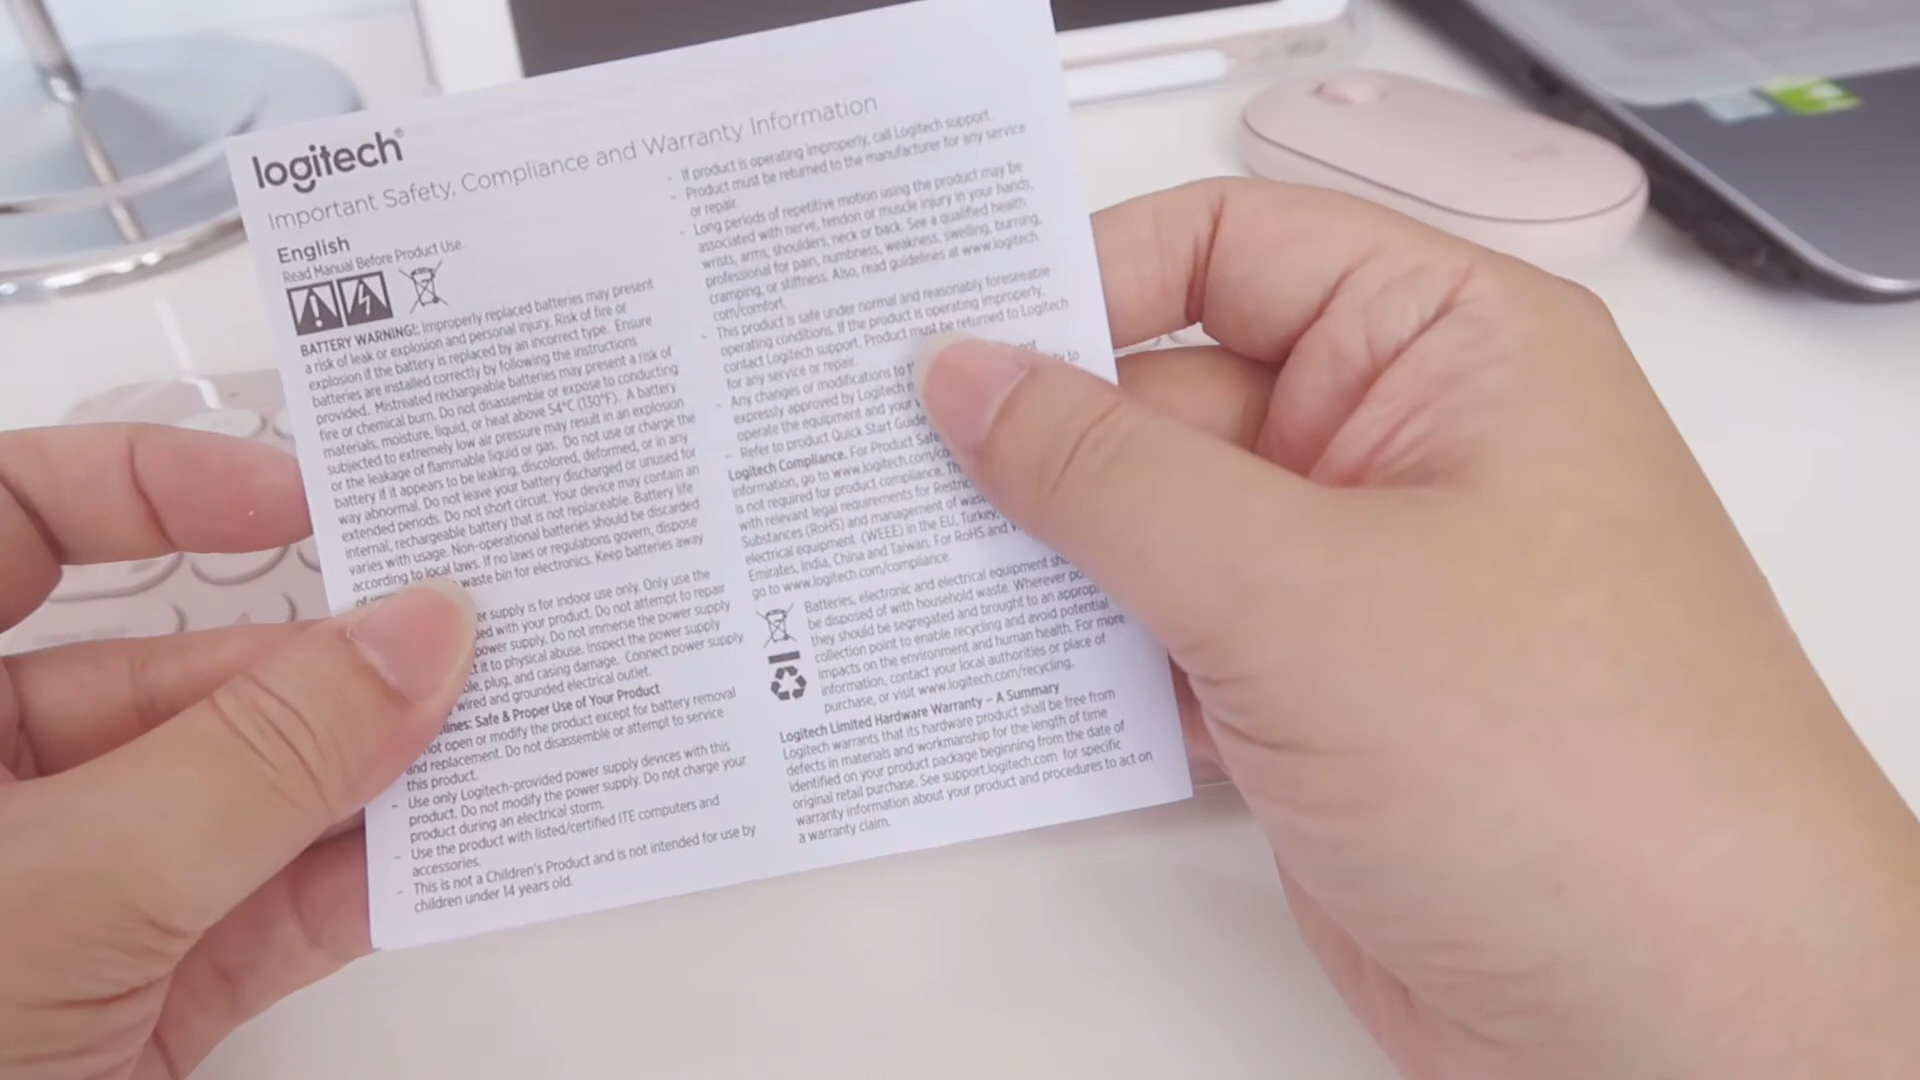 logitech®
Important Safety, Compliance and Warranty Information
English
Read Manual Before Product Use.
BATTERY WARNING!: Improperly replaced batteries may present
a risk of leak or explosion and personal injury. Risk of fire or
explosion if the battery is replaced by an incorrect type. Ensure
batteries are installed correctly by following the instructions
provided. Mistreated rechargeable batteries may present a risk of
fire or chemical burn. Do not disassemble or expose to conducting
materials, moisture, liquid, or heat above 54°C (130°F). A battery
subjected to extremely low air pressure may result in an explosion
or the leakage of flammable liquid or gas. Do not use or charge the
battery if it appears to be leaking, discolored, deformed, or in any
way abnormal. Do not leave your battery discharged or unused for
extended periods. Do not short circuit. Your device may contain an
internal, rechargeable battery that is not replaceable. Battery life
varies with usage. Non-operational batteries should be discarded
according to local laws. If no laws or regulations govern, dispose
waste bin for electronics. Keep batteries away
supply is for indoor use only. Only use the
with your product. Do not attempt to repair
power supply. Do not immerse the power supply
it to physical abuse. Inspect the power supply
plug, and casing damage. Connect power supply
wired and grounded electrical outlet.
Safe & Proper Use of Your Product
not open or modify the product except for battery removal
and replacement. Do not disassemble or attempt to service
this product.
- Use only Logitech-provided power supply devices with this
product. Do not modify the power supply. Do not charge your
product during an electrical storm.
- Use the product with listed/certified ITE computers and
accessories.
- This is not a Children's Product and is not intended for use by
children under 14 years old.
- If product is operating improperly, call Logitech support.
- Product must be returned to the manufacturer for any service
or repair.
- Long periods of repetitive motion using the product may be
associated with nerve, tendon or muscle injury in your hands,
wrists, arms, shoulders, neck or back. See a qualified health
professional for pain, numbness, weakness, swelling, burning,
cramping, or stiffness. Also, read guidelines at www.logitech.
com/comfort.
- This product is safe under normal and reasonably foreseeable
operating conditions. If the product is operating improperly,
contact Logitech support. Product must be returned to Logitech
for any service or repair.
- Any changes or modifications to
expressly approved by Logitech
operate the equipment and your to
- Refer to product Quick Start Guide
Logitech Compliance. For Product
information, go to www.logitech.com/
is not required for product compliance.
with relevant legal requirements for
Substances (RoHS) and management of
electrical equipment (WEEE) in the EU, Turkey,
Emirates, India, China and Taiwan. For RoHS and
go to www.logitech.com/compliance.
Batteries, electronic and electrical equipment
be disposed of with household waste. Wherever
they should be segregated and brought to an
collection point to enable recycling and avoid potential
impacts on the environment and human health. For more
information, contact your local authorities or place of
purchase, or visit www.logitech.com/recycling.
Logitech Limited Hardware Warranty – A Summary
Logitech warrants that its hardware product shall be free from
defects in materials and workmanship for the length of time
identified on your product package beginning from the date of
original retail purchase. See support.logitech.com for specific
warranty information about your product and procedures to act on
a warranty claim.